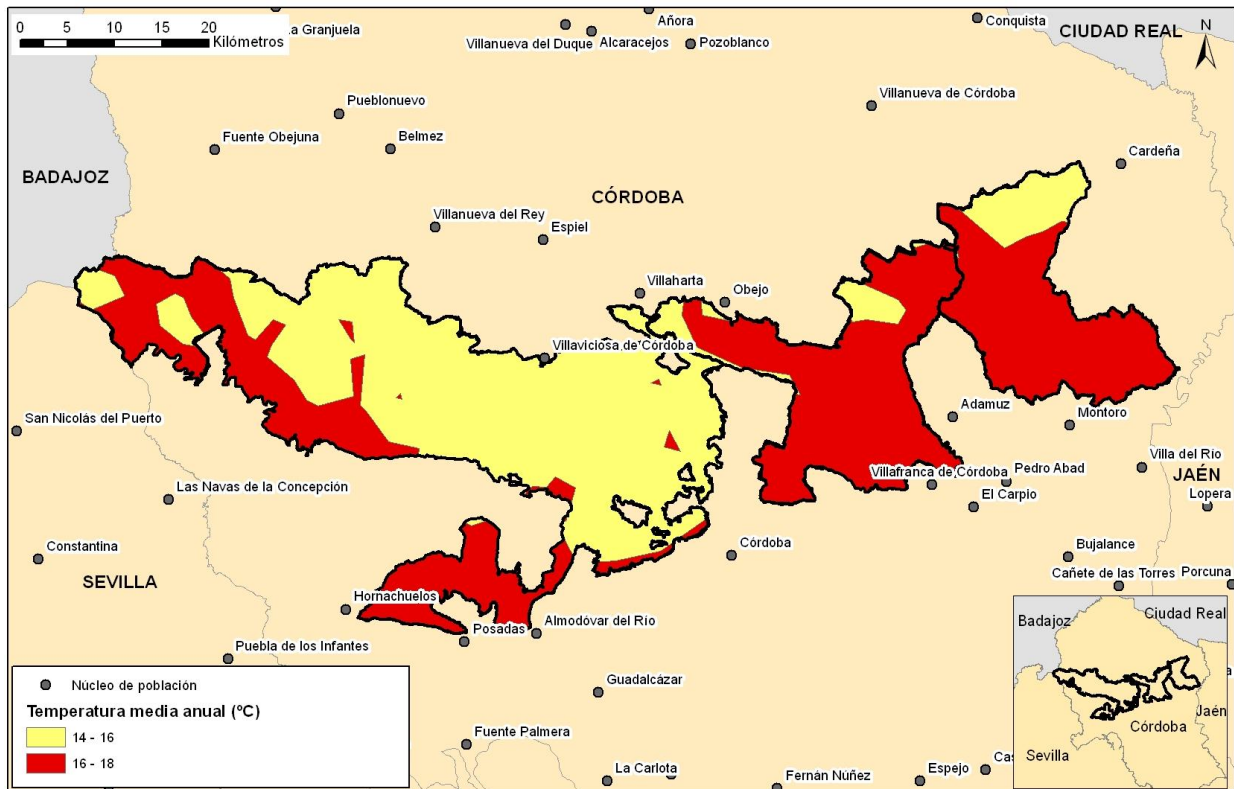 0 5 10 15 20
Kilómetros
La Granjuela
Añora
Villanueva del Duque
Alcaracejos
Pozoblanco
Conquista
CIUDAD REAL
N
Pueblonuevo
Villanueva de Córdoba
Fuente Obejuna
Belmez
Cardeña
BADAJOZ
CÓRDOBA
Villanueva del Rey
Espiel
Villaharta
Obejo
Villaviciosa de Córdoba
San Nicolás del Puerto
Adamuz
Montoro
Villafranca de Córdoba
Pedro Abad
Villa del Río
JAÉN
Las Navas de la Concepción
El Carpio
Lopera
Constantina
Córdoba
Bujalance
SEVILLA
Cañete de las Torres
Porcuna
Hornachuelos
Posadas
Almodóvar del Río
Puebla de los Infantes
Guadalcázar
Fuente Palmera
La Carlota
Fernán Núñez
Espejo
Cas
Núcleo de población
Temperatura media anual (ºC)
14 - 16
16 - 18
Badajoz
Ciudad Real
Jaén
Córdoba
Sevilla